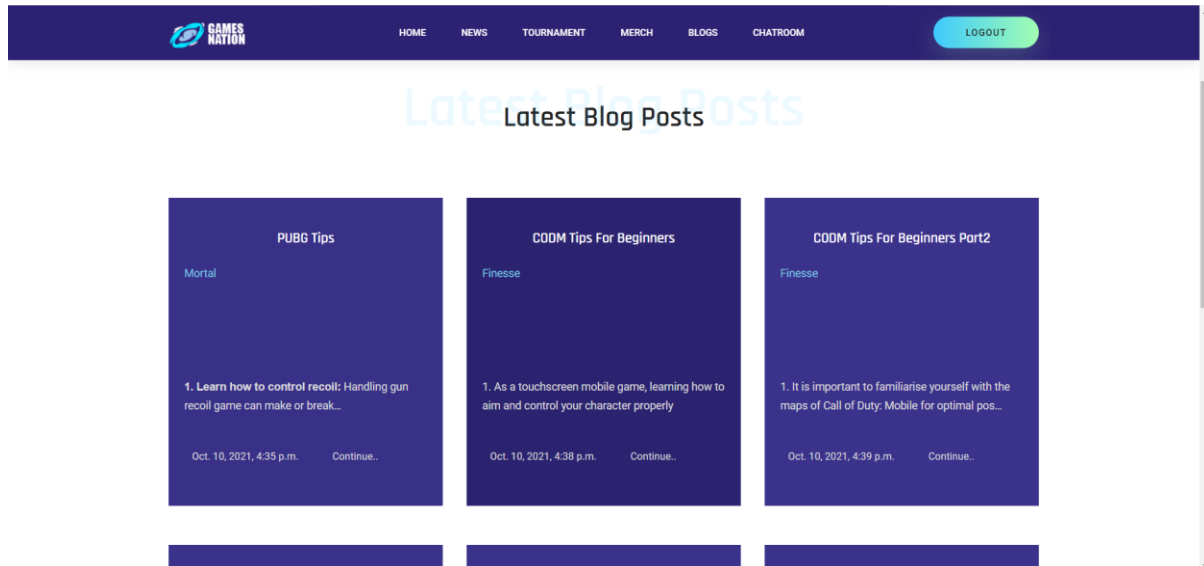 GAMES
NATION
HOME NEWS TOURNAMENT MERCH BLOGS CHATROOM LOGOUT
Latest Blog Posts
Latest Blog Posts
PUBG Tips
Mortal
1. Learn how to control recoil: Handling gun
recoil game can make or break...
Oct. 10, 2021, 4:35 p.m. Continue..
CODM Tips For Beginners
Finesse
1. As a touchscreen mobile game, learning how to
aim and control your character properly
Oct. 10, 2021, 4:38 p.m. Continue..
CODM Tips For Beginners Part2
Finesse
1. It is important to familiarise yourself with the
maps of Call of Duty: Mobile for optimal pos...
Oct. 10, 2021, 4:39 p.m. Continue..